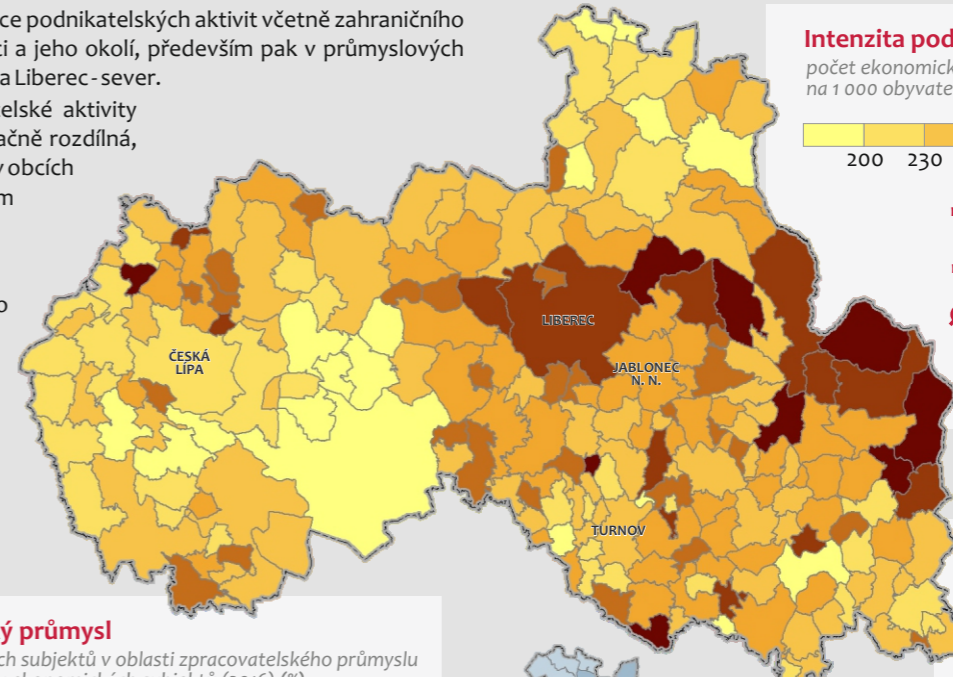 ce podnikatelských aktivit včetně zahraničního
ti a jeho okolí, především pak v průmyslových
a Liberec - sever.
elské aktivity
ačně rozdílná,
v obcích
m
o
Intenzita pod
počet ekonomick
na 1 000 obyvate
200 230
LIBEREC
ČESKÁ
LÍPA
JABLONEC
N. N.
TURNOV
ý průmysl
ch subjektů v oblasti zpracovatelského průmyslu